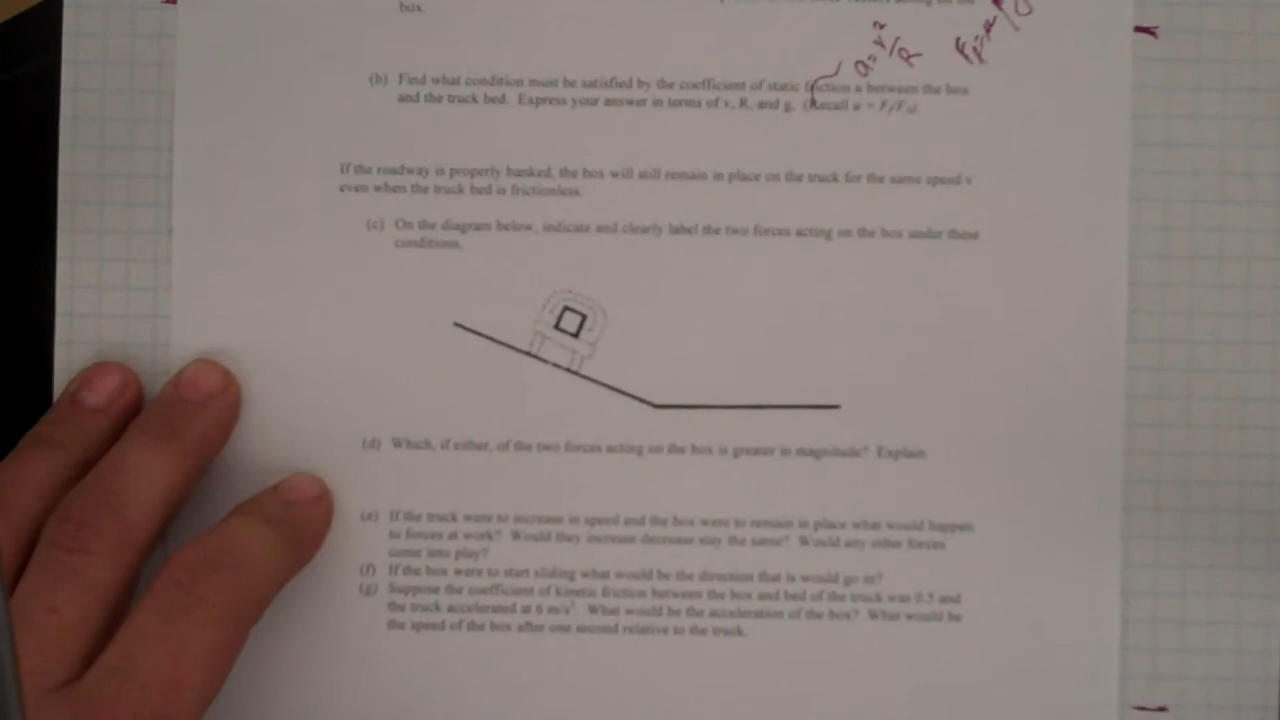 box.
a = v²/R
(b) Find what condition must be satisfied by the coefficient of static friction u between the box
and the truck bed. Express your answer in terms of v, R, and g. (Recall u = Ff/FN).
If the roadway is properly banked, the box will still remain in place on the truck for the same speed v
even when the truck bed is frictionless.
(c) On the diagram below, indicate and clearly label the two forces acting on the box under these
conditions.
(d) Which, if either, of the two forces acting on the box is greater in magnitude? Explain
(e) If the truck were to increase in speed and the box were to remain in place what would happen
to forces at work? Would they increase decrease stay the same? Would any other forces
come into play?
(f) If the box were to start sliding what would be the direction that is would go in?
(g) Suppose the coefficient of kinetic friction between the box and bed of the truck was 0.5 and
the truck accelerated at 6 m/s². What would be the acceleration of the box? What would be
the speed of the box after one second relative to the truck.